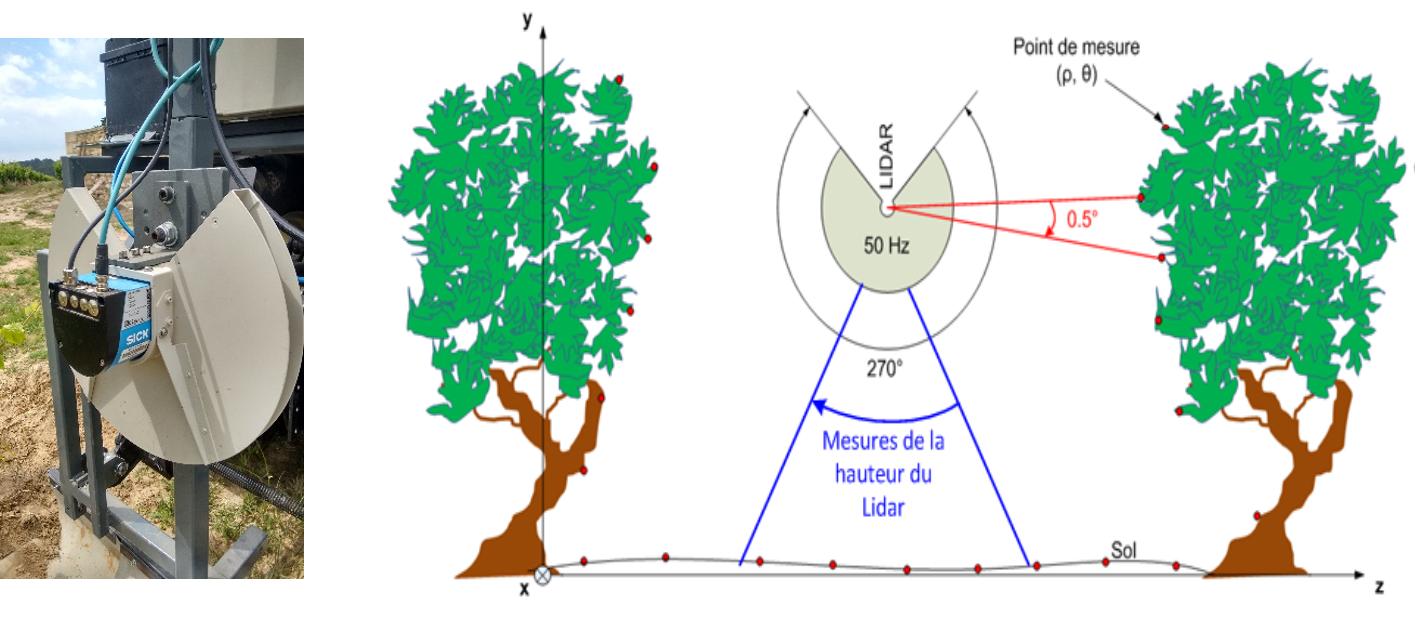 SICK
y
Point de mesure
(ρ, θ)
LIDAR
0.5°
50 Hz
270°
Mesures de la
hauteur du
Lidar
Sol
x
z